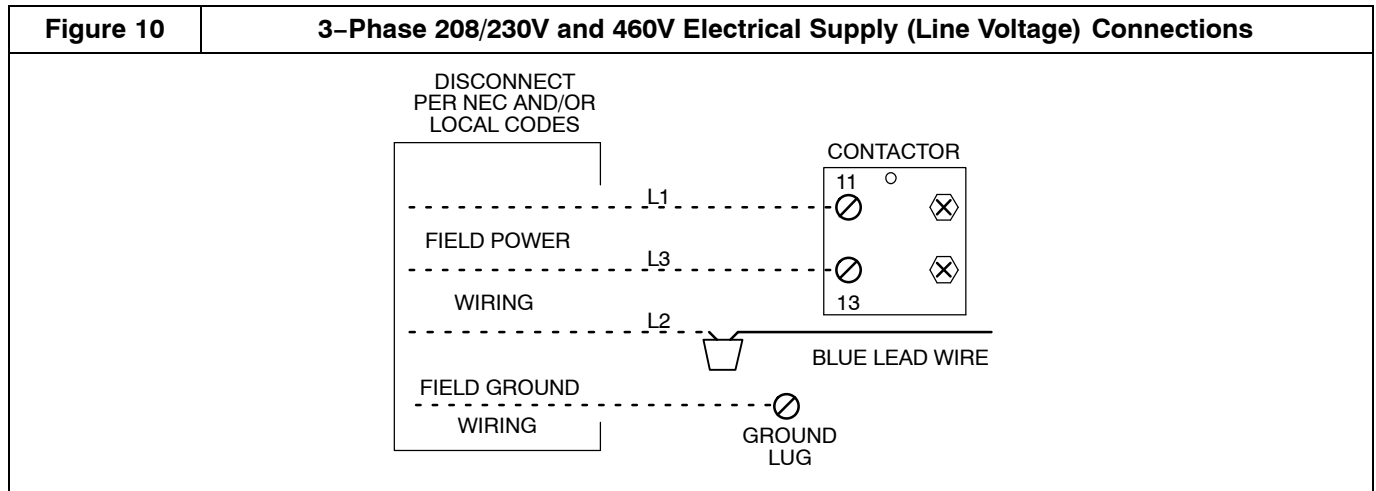 Figure 10
3–Phase 208/230V and 460V Electrical Supply (Line Voltage) Connections
DISCONNECT
PER NEC AND/OR
LOCAL CODES
CONTACTOR
11
L1
FIELD POWER
L3
WIRING
13
L2
BLUE LEAD WIRE
FIELD GROUND
WIRING
GROUND
LUG